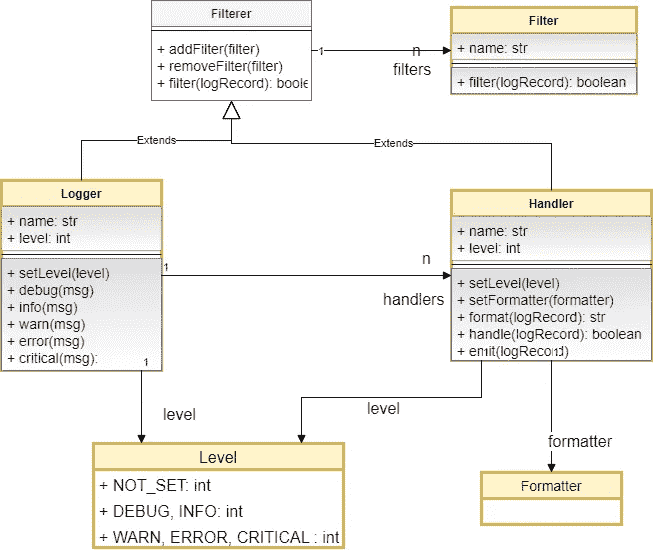 Filterer
+ addFilter(filter)
+ removeFilter(filter)
+ filter(logRecord): boole
1
n
filters
Filter
+ name: str
+ filter(logRecord): boolean
Extends
Extends
Logger
+ name: str
+ level: int
+ setLevel(level)
+ debug(msg)
+ info(msg)
+ warn(msg)
+ error(msg)
+ critical(msg):
1
1
n
handlers
Handler
+ name: str
+ level: int
+ setLevel(level)
+ setFormatter(formatter)
+ format(logRecord): str
+ handle(logRecord): boolean
+ emit(logRecord)
level
level
formatter
Level
+ NOT_SET: int
+ DEBUG, INFO: int
+ WARN, ERROR, CRITICAL : int
Formatter